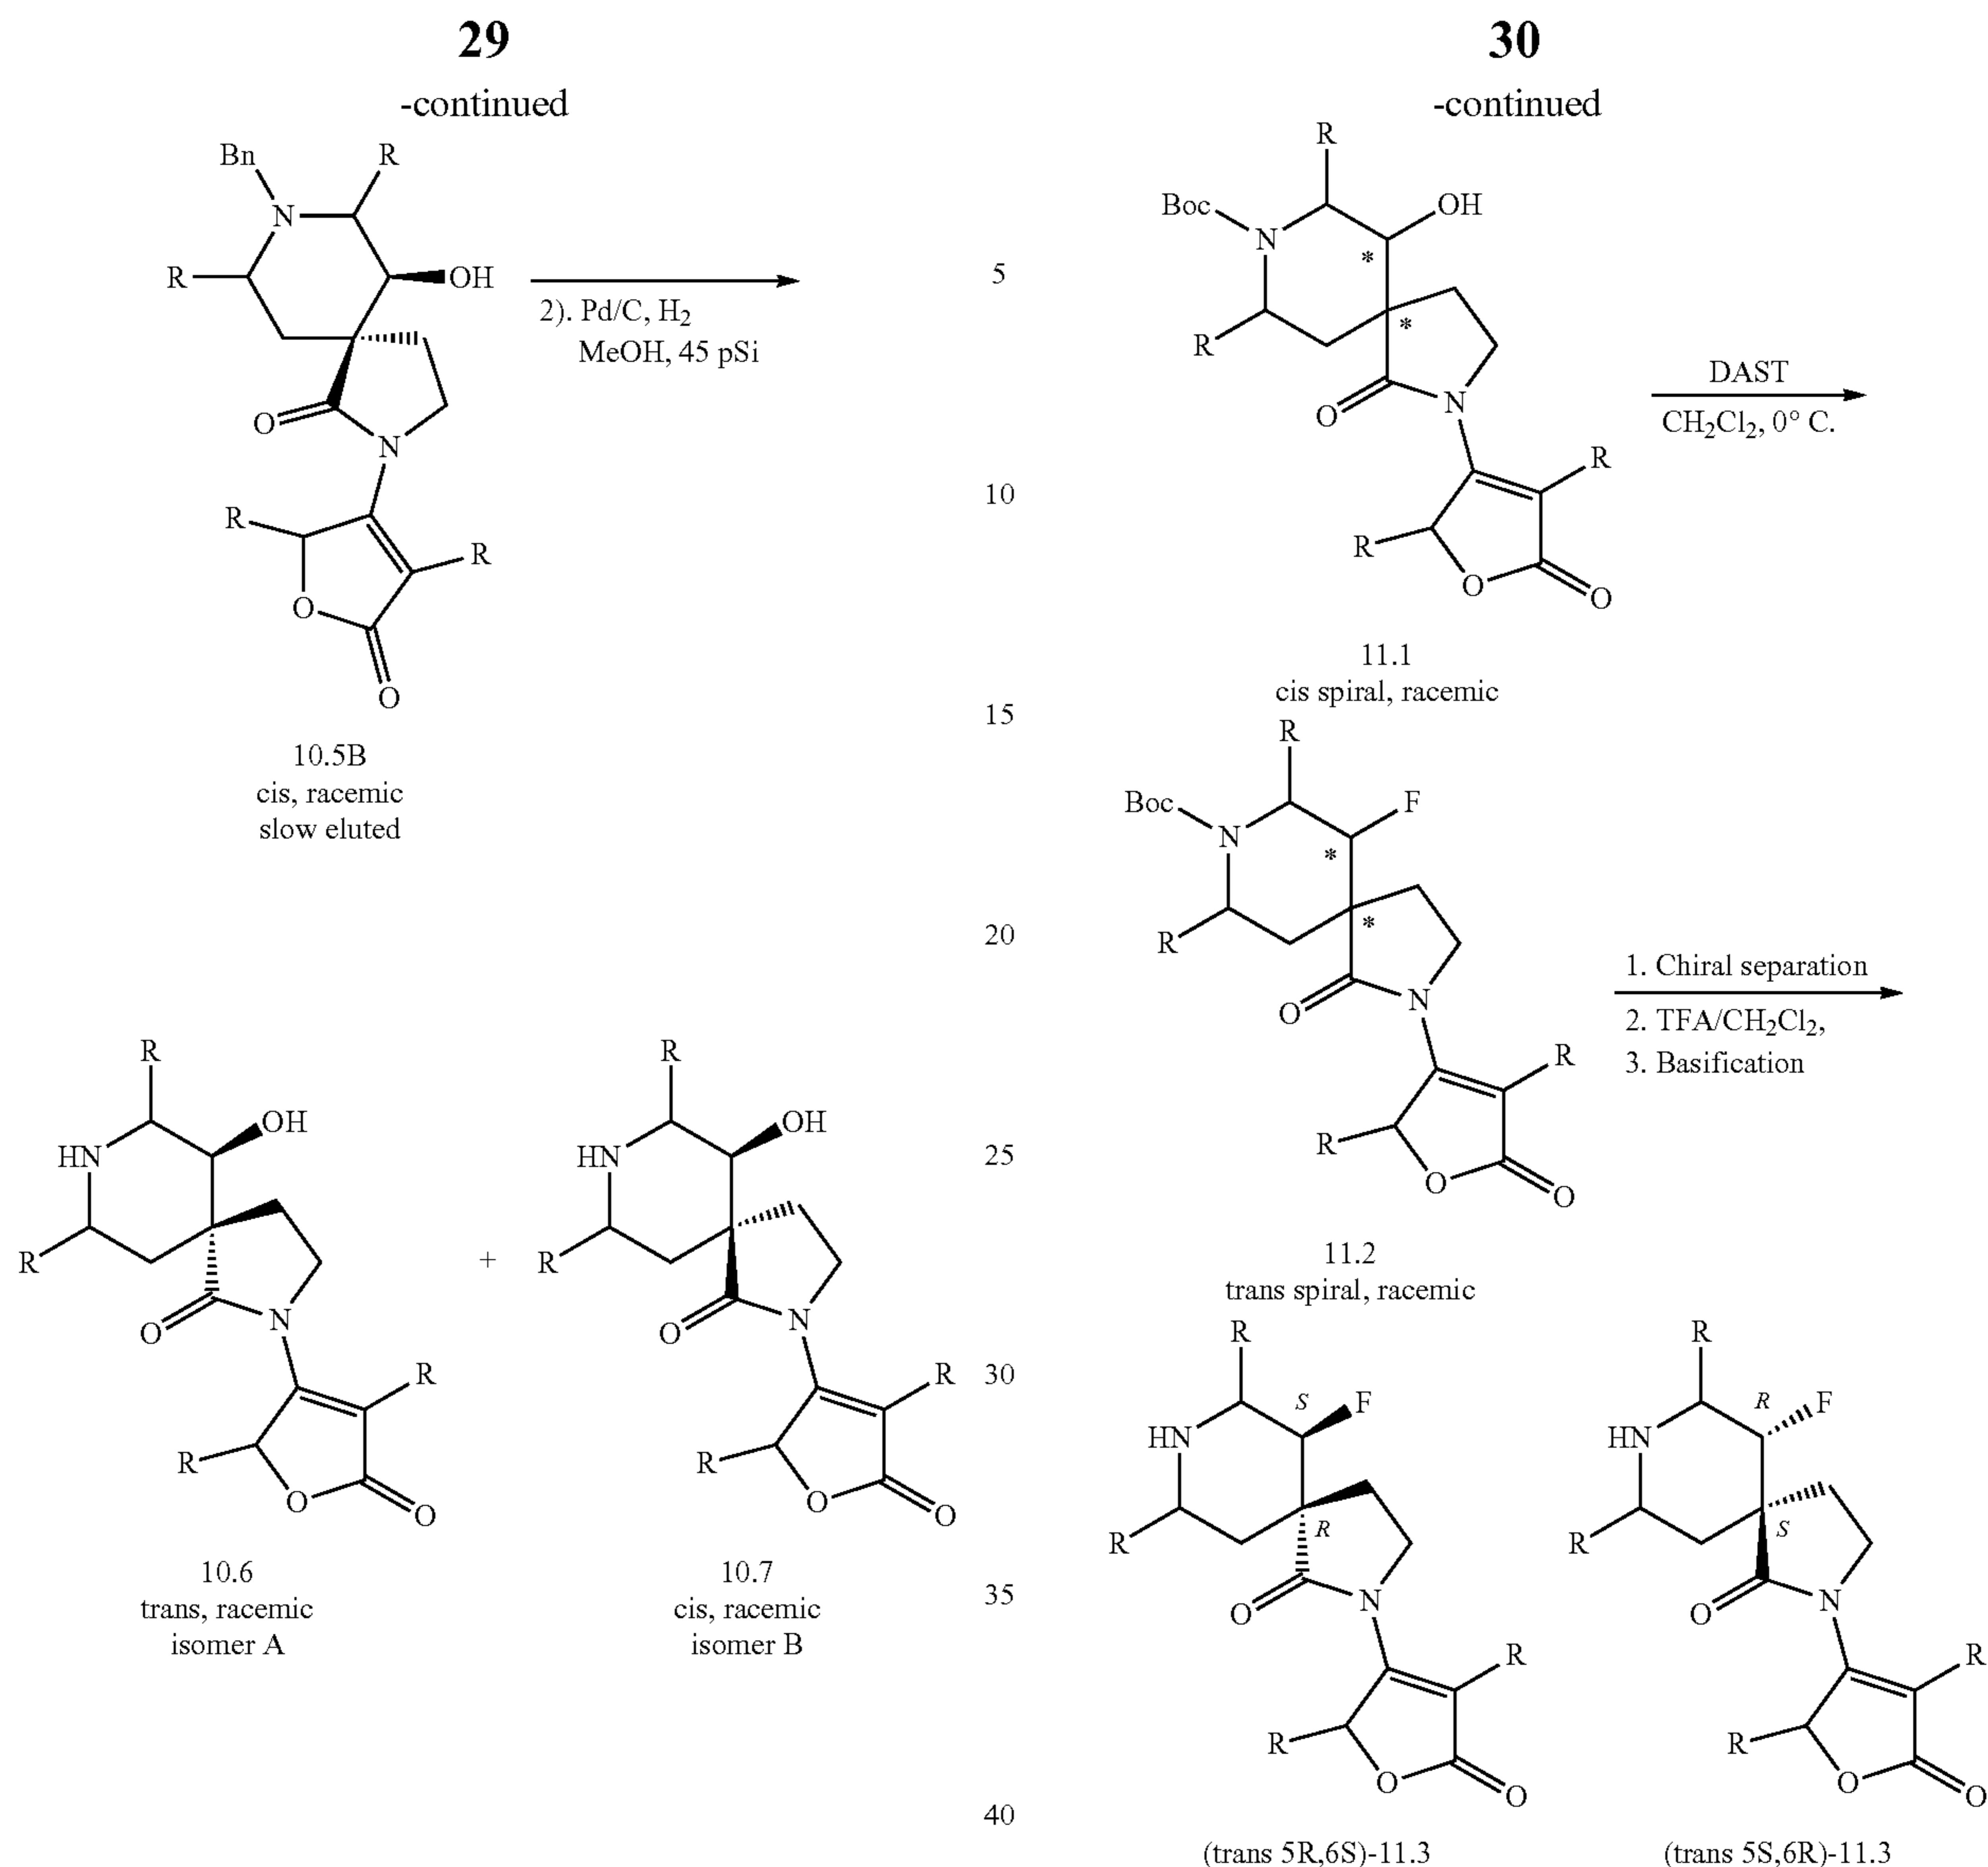 29
-continued
Bn
R
N
R
OH
O
N
R
R
O
O
2). Pd/C, H2
MeOH, 45 pSi
10.5B
cis, racemic
slow eluted
R
OH
HN
R
O
N
R
R
O
O
10.6
trans, racemic
isomer A
+
R
OH
HN
R
O
N
R
R
O
O
10.7
cis, racemic
isomer B
5
10
15
20
25
30
35
40
30
-continued
R
Boc
OH
N
*
*
R
O
N
R
R
O
O
DAST
CH2Cl2, 0° C.
11.1
cis spiral, racemic
R
Boc
F
N
*
*
R
O
N
R
R
O
O
1. Chiral separation
2. TFA/CH2Cl2,
3. Basification
11.2
trans spiral, racemic
R
S
F
HN
R
R
O
N
R
R
O
O
(trans 5R,6S)-11.3
R
R
F
HN
R
S
O
N
R
R
O
O
(trans 5S,6R)-11.3